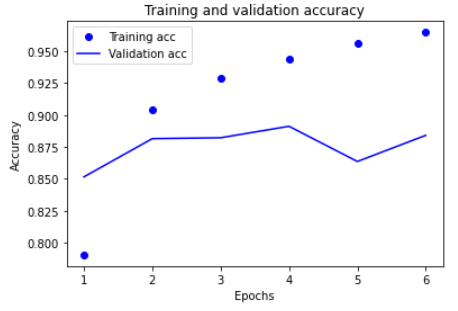 Training and validation accuracy
Training acc
Validation acc
0.950
0.925
0.900
0.875
0.850
0.825
0.800
Accuracy
1 2 3 4 5 6
Epochs